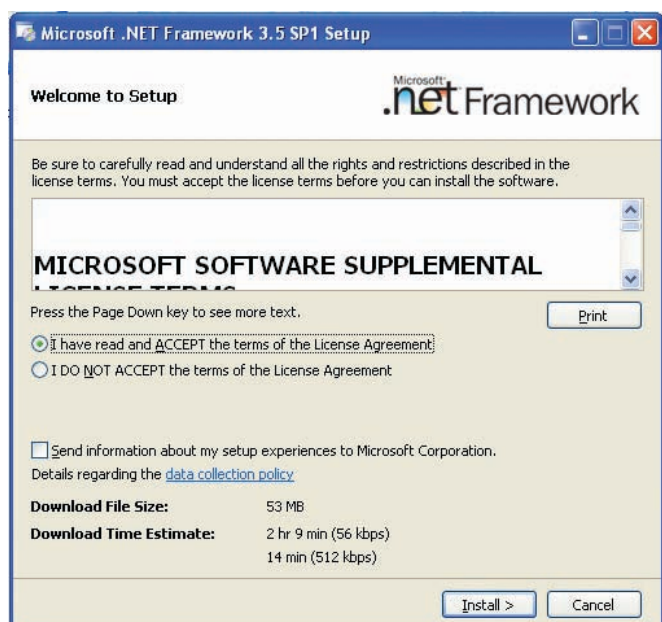 Microsoft .NET Framework 3.5 SP1 Setup
Welcome to Setup
Microsoft
.net Framework
Be sure to carefully read and understand all the rights and restrictions described in the
license terms. You must accept the license terms before you can install the software.
MICROSOFT SOFTWARE SUPPLEMENTAL
LICENSE TERMS
Press the Page Down key to see more text.
Print
I have read and ACCEPT the terms of the License Agreement
I DO NOT ACCEPT the terms of the License Agreement
Send information about my setup experiences to Microsoft Corporation.
Details regarding the data collection policy
Download File Size: 53 MB
Download Time Estimate: 2 hr 9 min (56 kbps)
14 min (512 kbps)
Install > Cancel